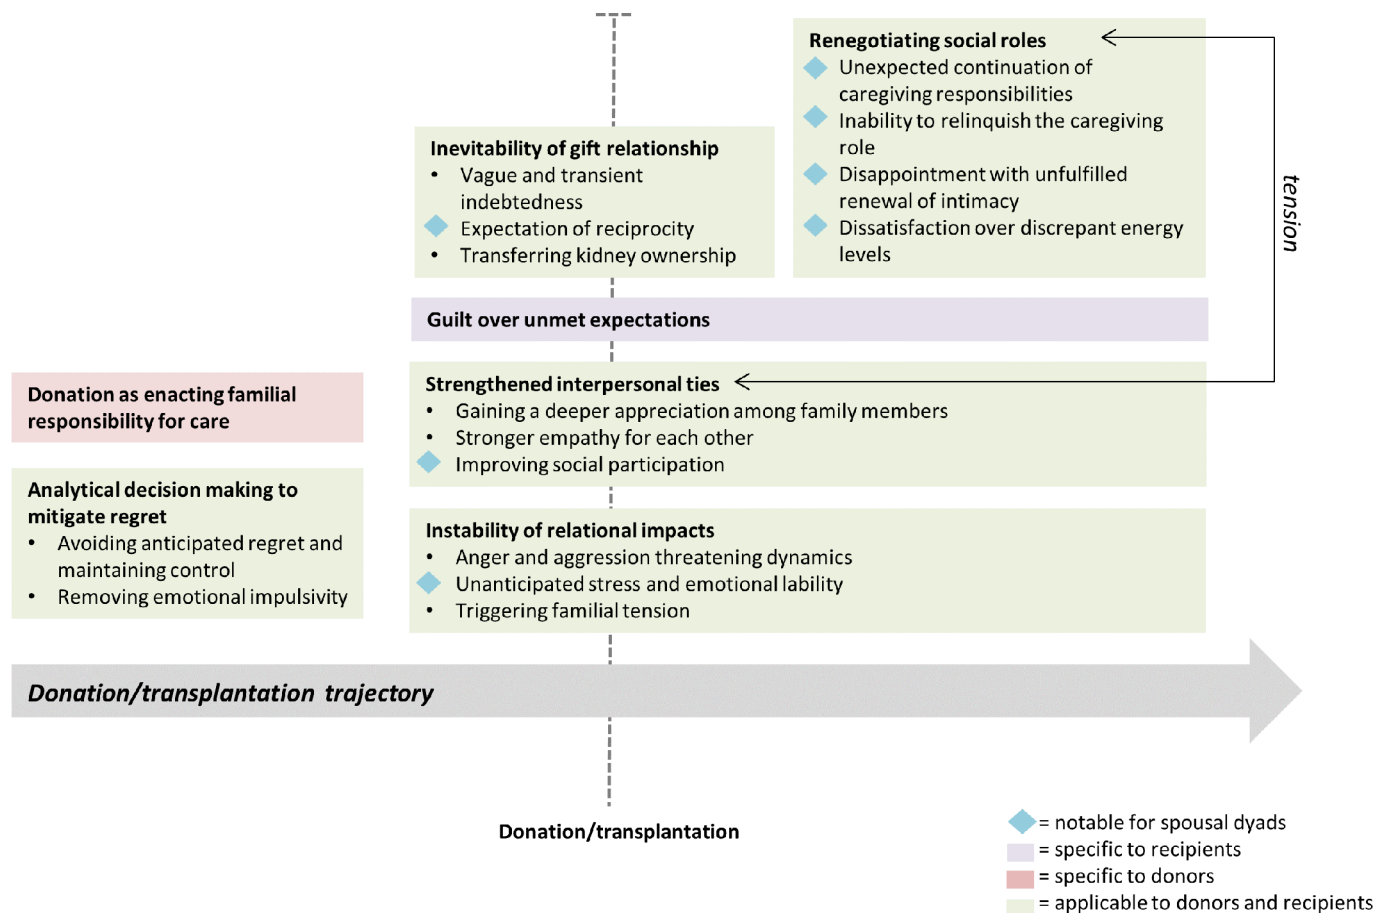 Renegotiating social roles
Unexpected continuation of
caregiving responsibilities
Inability to relinquish the caregiving
role
Disappointment with unfulfilled
renewal of intimacy
Dissatisfaction over discrepant energy
levels
tension
Inevitability of gift relationship
• Vague and transient
indebtedness
Expectation of reciprocity
• Transferring kidney ownership
Guilt over unmet expectations
Donation as enacting familial
responsibility for care
Strengthened interpersonal ties
• Gaining a deeper appreciation among family members
• Stronger empathy for each other
Improving social participation
Analytical decision making to
mitigate regret
• Avoiding anticipated regret and
maintaining control
• Removing emotional impulsivity
Instability of relational impacts
• Anger and aggression threatening dynamics
Unanticipated stress and emotional lability
• Triggering familial tension
Donation/transplantation trajectory
Donation/transplantation
= notable for spousal dyads
= specific to recipients
= specific to donors
= applicable to donors and recipients